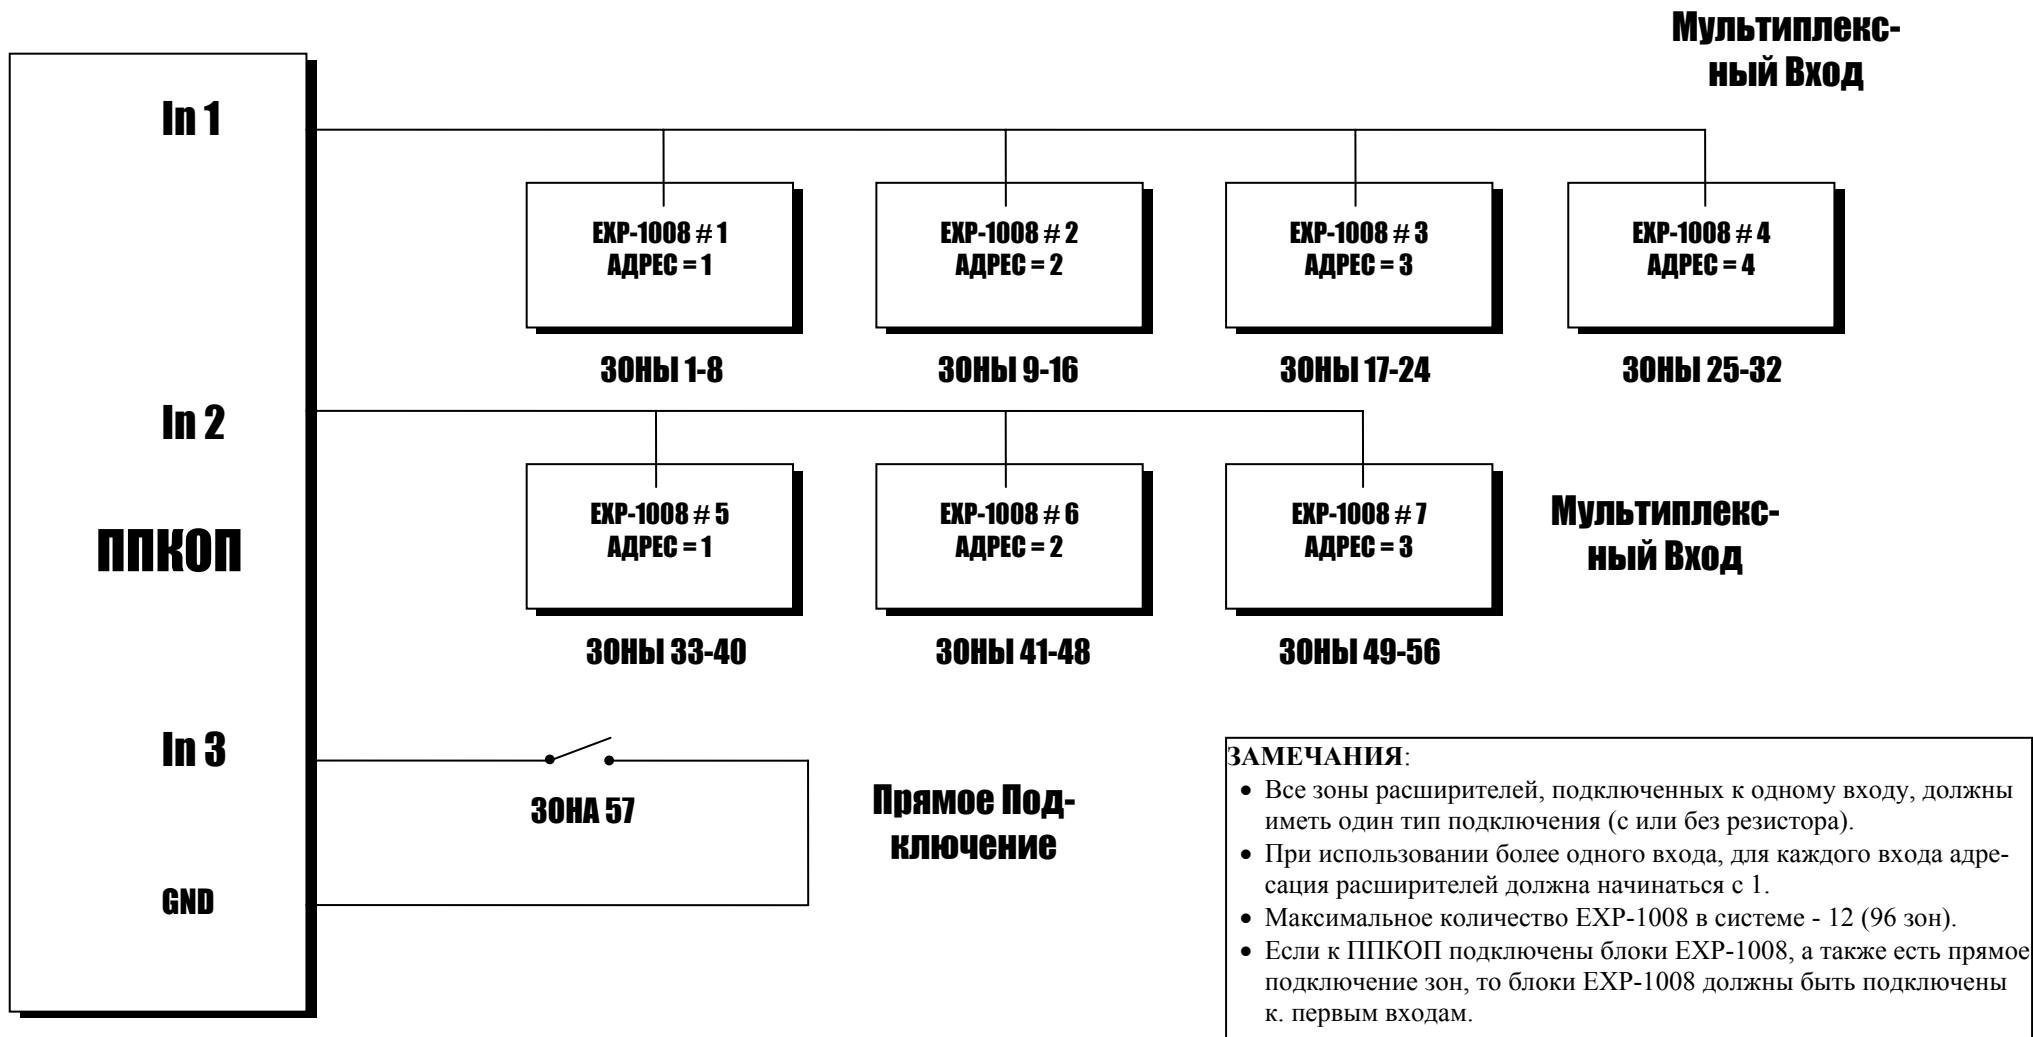 Мультиплекс-
ный Вход
In 1
EXP-1008 # 1
АДРЕС = 1
EXP-1008 # 2
АДРЕС = 2
EXP-1008 # 3
АДРЕС = 3
EXP-1008 # 4
АДРЕС = 4
ЗОНЫ 1-8
ЗОНЫ 9-16
ЗОНЫ 17-24
ЗОНЫ 25-32
In 2
EXP-1008 # 5
АДРЕС = 1
EXP-1008 # 6
АДРЕС = 2
EXP-1008 # 7
АДРЕС = 3
Мультиплекс-
ный Вход
ППКОП
ЗОНЫ 33-40
ЗОНЫ 41-48
ЗОНЫ 49-56
In 3
ЗОНА 57
Прямое Под-
ключение
GND
ЗАМЕЧАНИЯ:
• Все зоны расширителей, подключенных к одному входу, должны
иметь один тип подключения (с или без резистора).
• При использовании более одного входа, для каждого входа адре-
сация расширителей должна начинаться с 1.
• Максимальное количество EXP-1008 в системе - 12 (96 зон).
• Если к ППКОП подключены блоки EXP-1008, а также есть прямое
подключение зон, то блоки EXP-1008 должны быть подключены
к. первым входам.